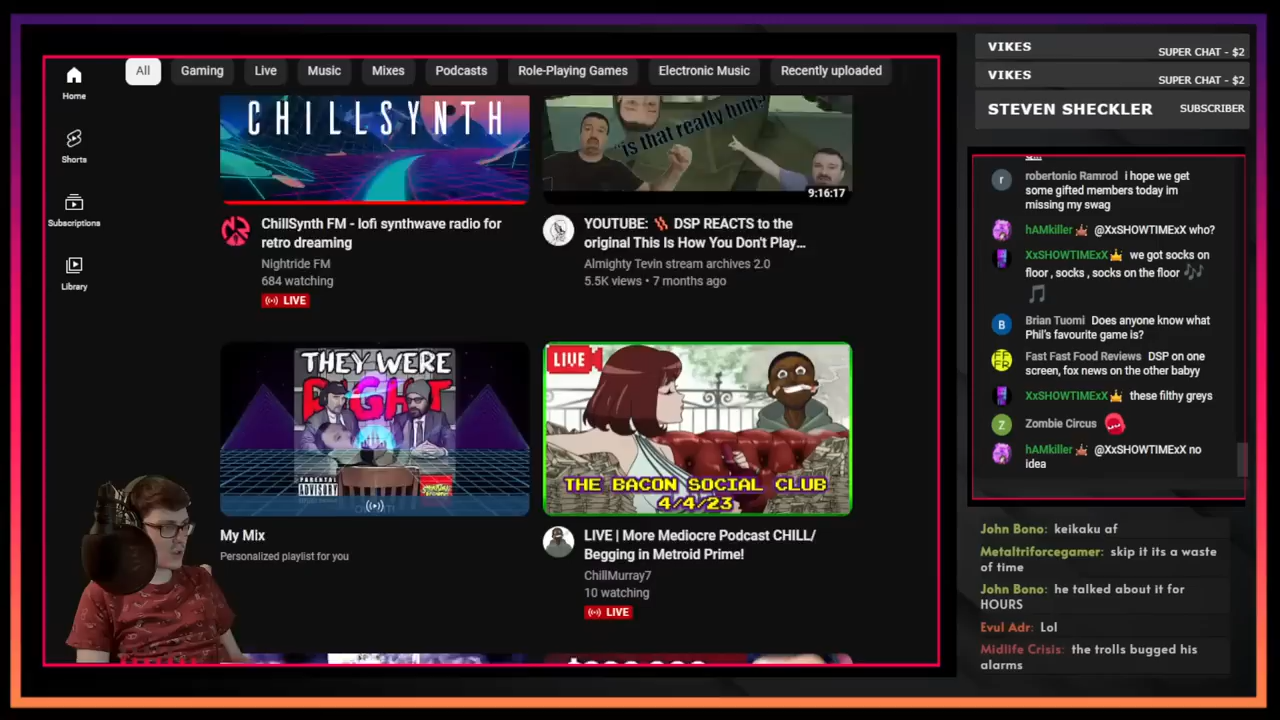 All
Gaming
Live
Music
Mixes
Podcasts
Role-Playing Games
Electronic Music
Recently uploaded
Home
Shorts
Subscriptions
Library
CHILLSYNTH
ChillSynth FM - lofi synthwave radio for
retro dreaming
Nightride FM
684 watching
LIVE
"is that really him?
9:16:17
YOUTUBE: DSP REACTS to the
original This Is How You Don't Play...
Almighty Tevin stream archives 2.0
5.5K views • 7 months ago
THEY WERE
RIGHT
PARENTAL
ADVISORY
My Mix
Personalized playlist for you
LIVE
THE BACON SOCIAL CLUB
4/4/23
LIVE | More Mediocre Podcast CHILL/
Begging in Metroid Prime!
ChillMurray7
10 watching
LIVE
VIKES
SUPER CHAT - $2
VIKES
SUPER CHAT - $2
STEVEN SHECKLER
SUBSCRIBER
r
robertonio Ramrod i hope we get
some gifted members today im
missing my swag
hAMkiller @XxSHOWTIMExX who?
XxSHOWTIMExX we got socks on
floor , socks , socks on the floor
B
Brian Tuomi Does anyone know what
Phil's favourite game is?
Fast Fast Food Reviews DSP on one
screen, fox news on the other babyy
XxSHOWTIMExX these filthy greys
Z
Zombie Circus
hAMkiller @XxSHOWTIMExX no
idea
John Bono: keikaku af
Metaltriforcegamer: skip it its a waste
of time
John Bono: he talked about it for
HOURS
Evul Adr: Lol
Midlife Crisis: the trolls bugged his
alarms